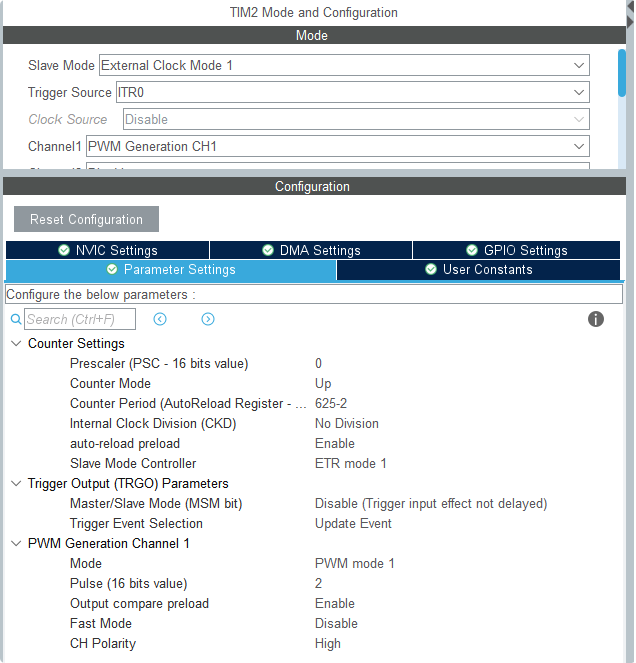 TIM2 Mode and Configuration
Mode
Slave Mode External Clock Mode 1
Trigger Source ITR0
Clock Source Disable
Channel1 PWM Generation CH1
Configuration
Reset Configuration
NVIC Settings DMA Settings GPIO Settings
Parameter Settings User Constants
Configure the below parameters :
Search (Ctrl+F)
Counter Settings
Prescaler (PSC - 16 bits value) 0
Counter Mode Up
Counter Period (AutoReload Register - ... 625-2
Internal Clock Division (CKD) No Division
auto-reload preload Enable
Slave Mode Controller ETR mode 1
Trigger Output (TRGO) Parameters
Master/Slave Mode (MSM bit) Disable (Trigger input effect not delayed)
Trigger Event Selection Update Event
PWM Generation Channel 1
Mode PWM mode 1
Pulse (16 bits value) 2
Output compare preload Enable
Fast Mode Disable
CH Polarity High